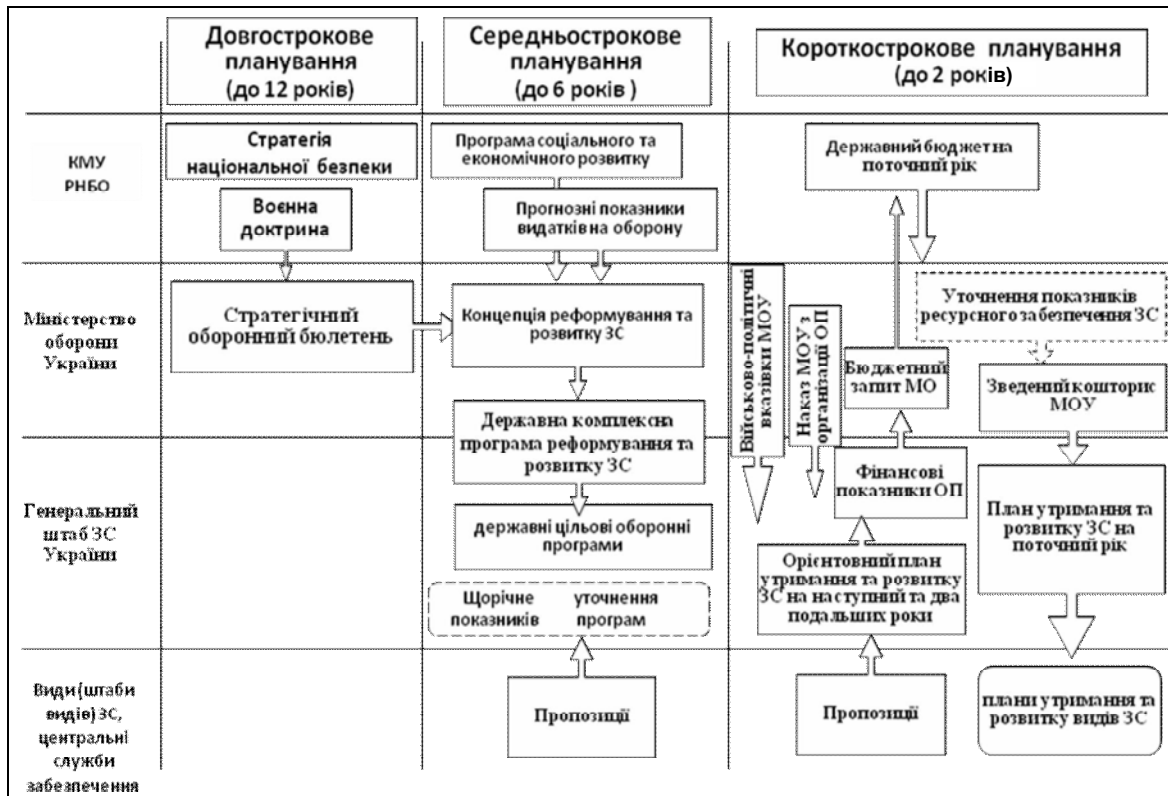 Довгострокове
планування
(до 12 років)
Середньострокове
планування
(до 6 років )
Короткострокове планування
(до 2 років)
КМУ
РНБО
Стратегія
національної безпеки
Воєнна
доктрина
Програма соціального та
економічного розвитку
Прогнозні показники
видатків на оборону
Державний бюджет на
поточний рік
Міністерство
оборони
України
Стратегічний
оборонний бюлетень
Концепція реформування та
розвитку ЗС
Державна комплексна
програма реформування та
розвитку ЗС
Військово-політичні
вказівки МОУ
Наказ МОУ з
організації ОП
Бюджетний
запит МО
Уточнення показників
ресурсного забезпечення ЗС
Зведений кошторис
МОУ
Генеральний
штаб ЗС
України
державні цільові оборонні
програми
Щорічне уточнення
показників програм
Фінансові
показники ОП
Орієнтовний план
утримання та розвитку
ЗС на наступний та два
подальших роки
План утримання та
розвитку ЗС на
поточний рік
Види (штаби
видів) ЗС,
центральні
служби
забезпечення
Пропозиції
Пропозиції
плани утримання та
розвитку видів ЗС